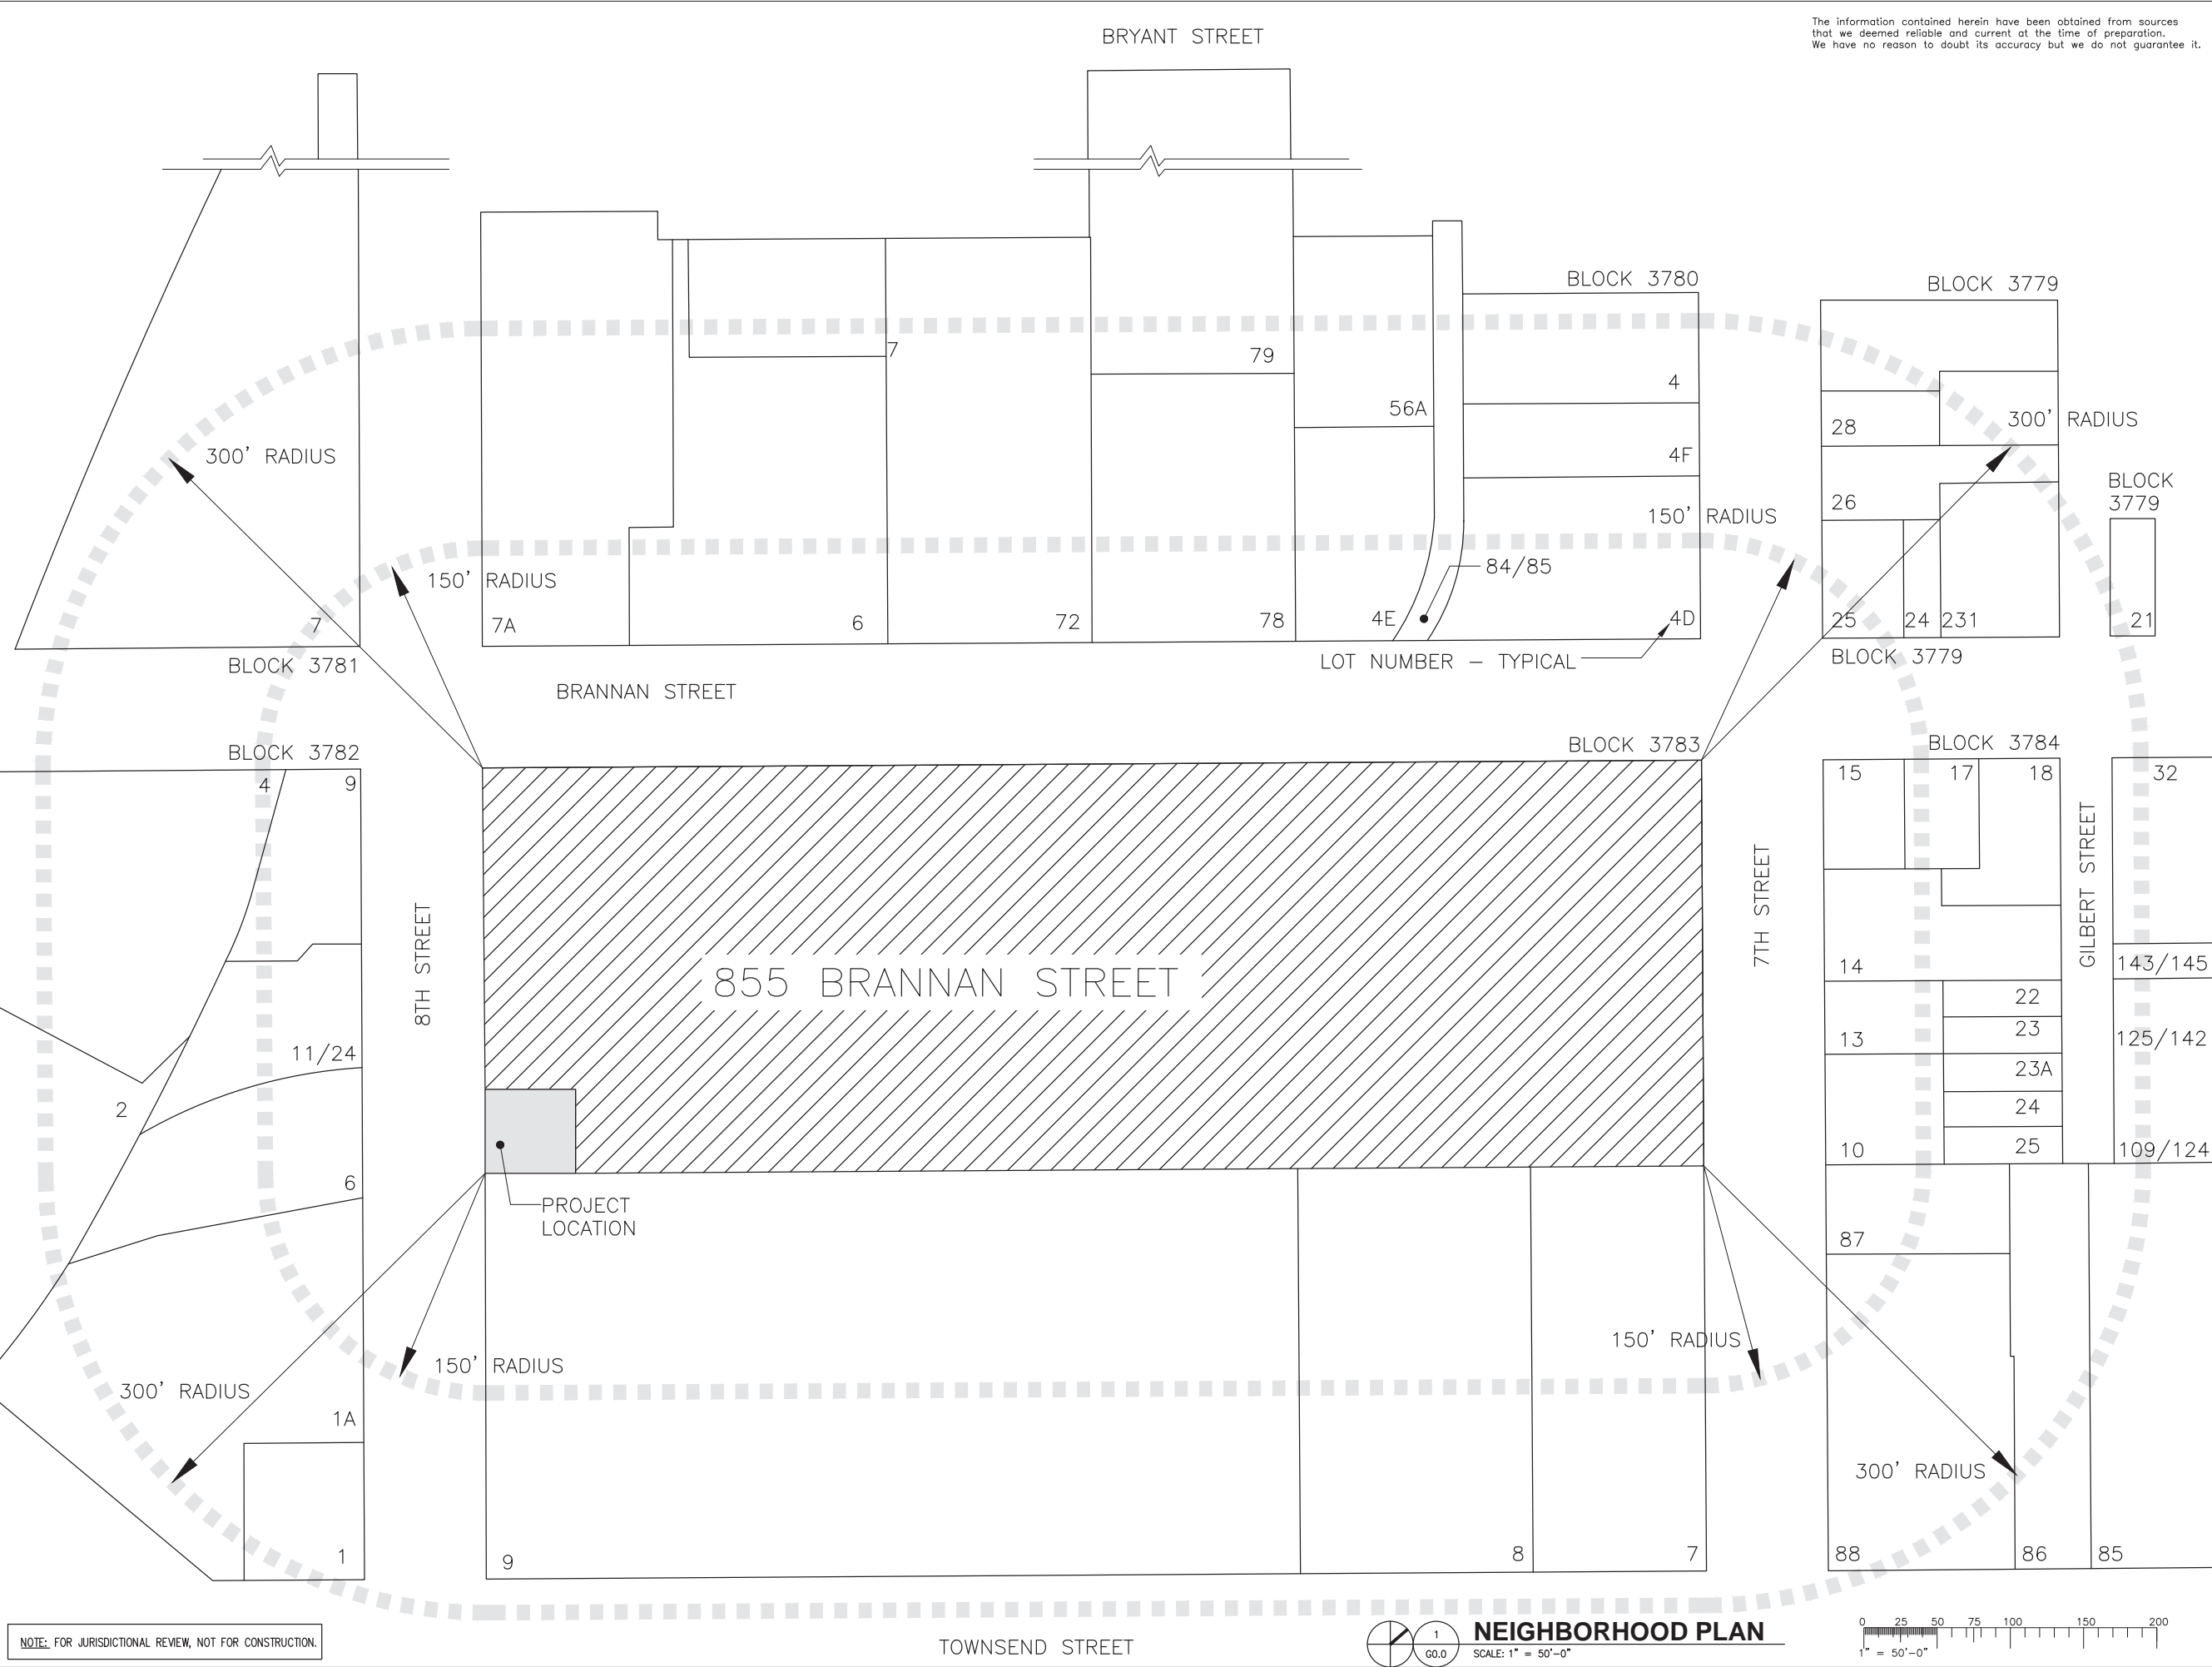 The information contained herein have been obtained from sources
that we deemed reliable and current at the time of preparation.
We have no reason to doubt its accuracy but we do not guarantee it.
BRYANT STREET
BLOCK 3780
BLOCK 3779
7
79
4
56A
28
300' RADIUS
300' RADIUS
4F
BLOCK
3779
26
150' RADIUS
150' RADIUS
84/85
7
7A
6
72
78
4E
4D
25
24
231
21
BLOCK 3781
LOT NUMBER – TYPICAL
BLOCK 3779
BRANNAN STREET
BLOCK 3782
BLOCK 3783
BLOCK 3784
4
9
15
17
18
32
8TH STREET
855 BRANNAN STREET
7TH STREET
GILBERT STREET
14
143/145
22
23
13
125/142
11/24
23A
2
24
10
25
109/124
6
PROJECT
LOCATION
87
150' RADIUS
150' RADIUS
300' RADIUS
1A
300' RADIUS
1
9
8
7
88
86
85
NOTE: FOR JURISDICTIONAL REVIEW, NOT FOR CONSTRUCTION.
TOWNSEND STREET
1
G0.0
NEIGHBORHOOD PLAN
SCALE: 1" = 50'-0"
0 25 50 75 100 150 200
1" = 50'-0"